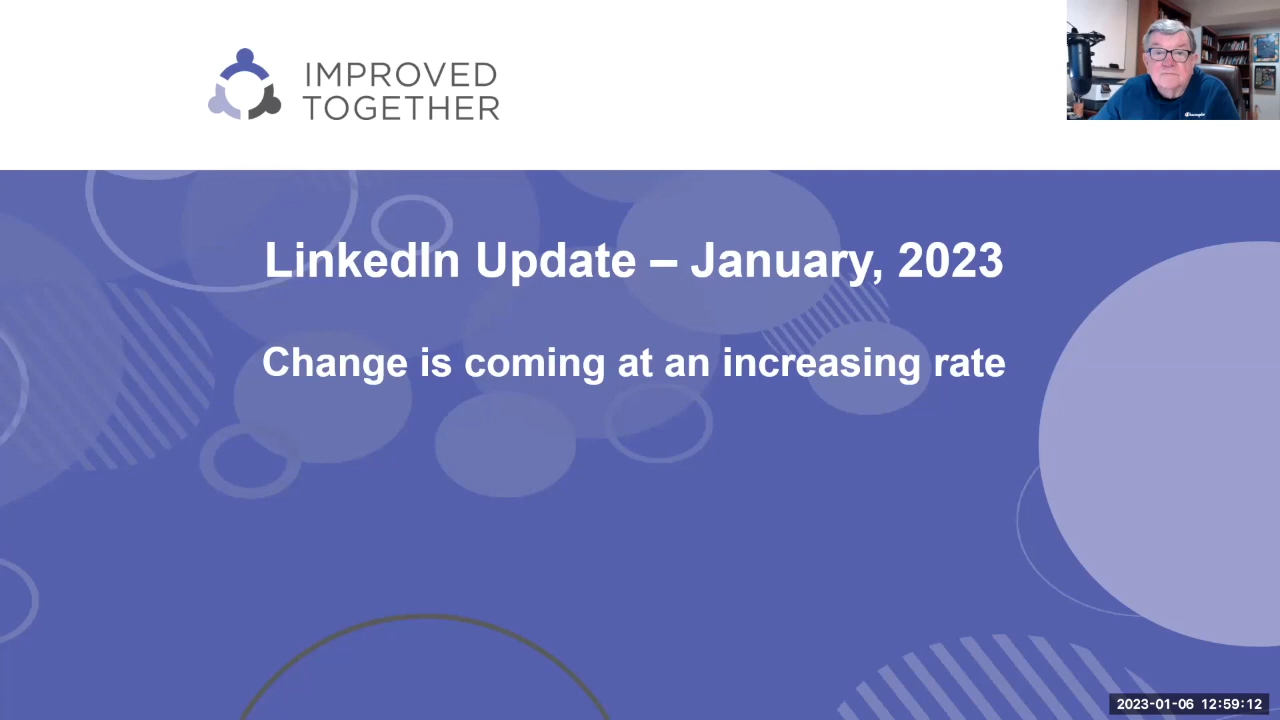 IMPROVED
TOGETHER
LinkedIn Update – January, 2023
Change is coming at an increasing rate
2023-01-06 12:59:12